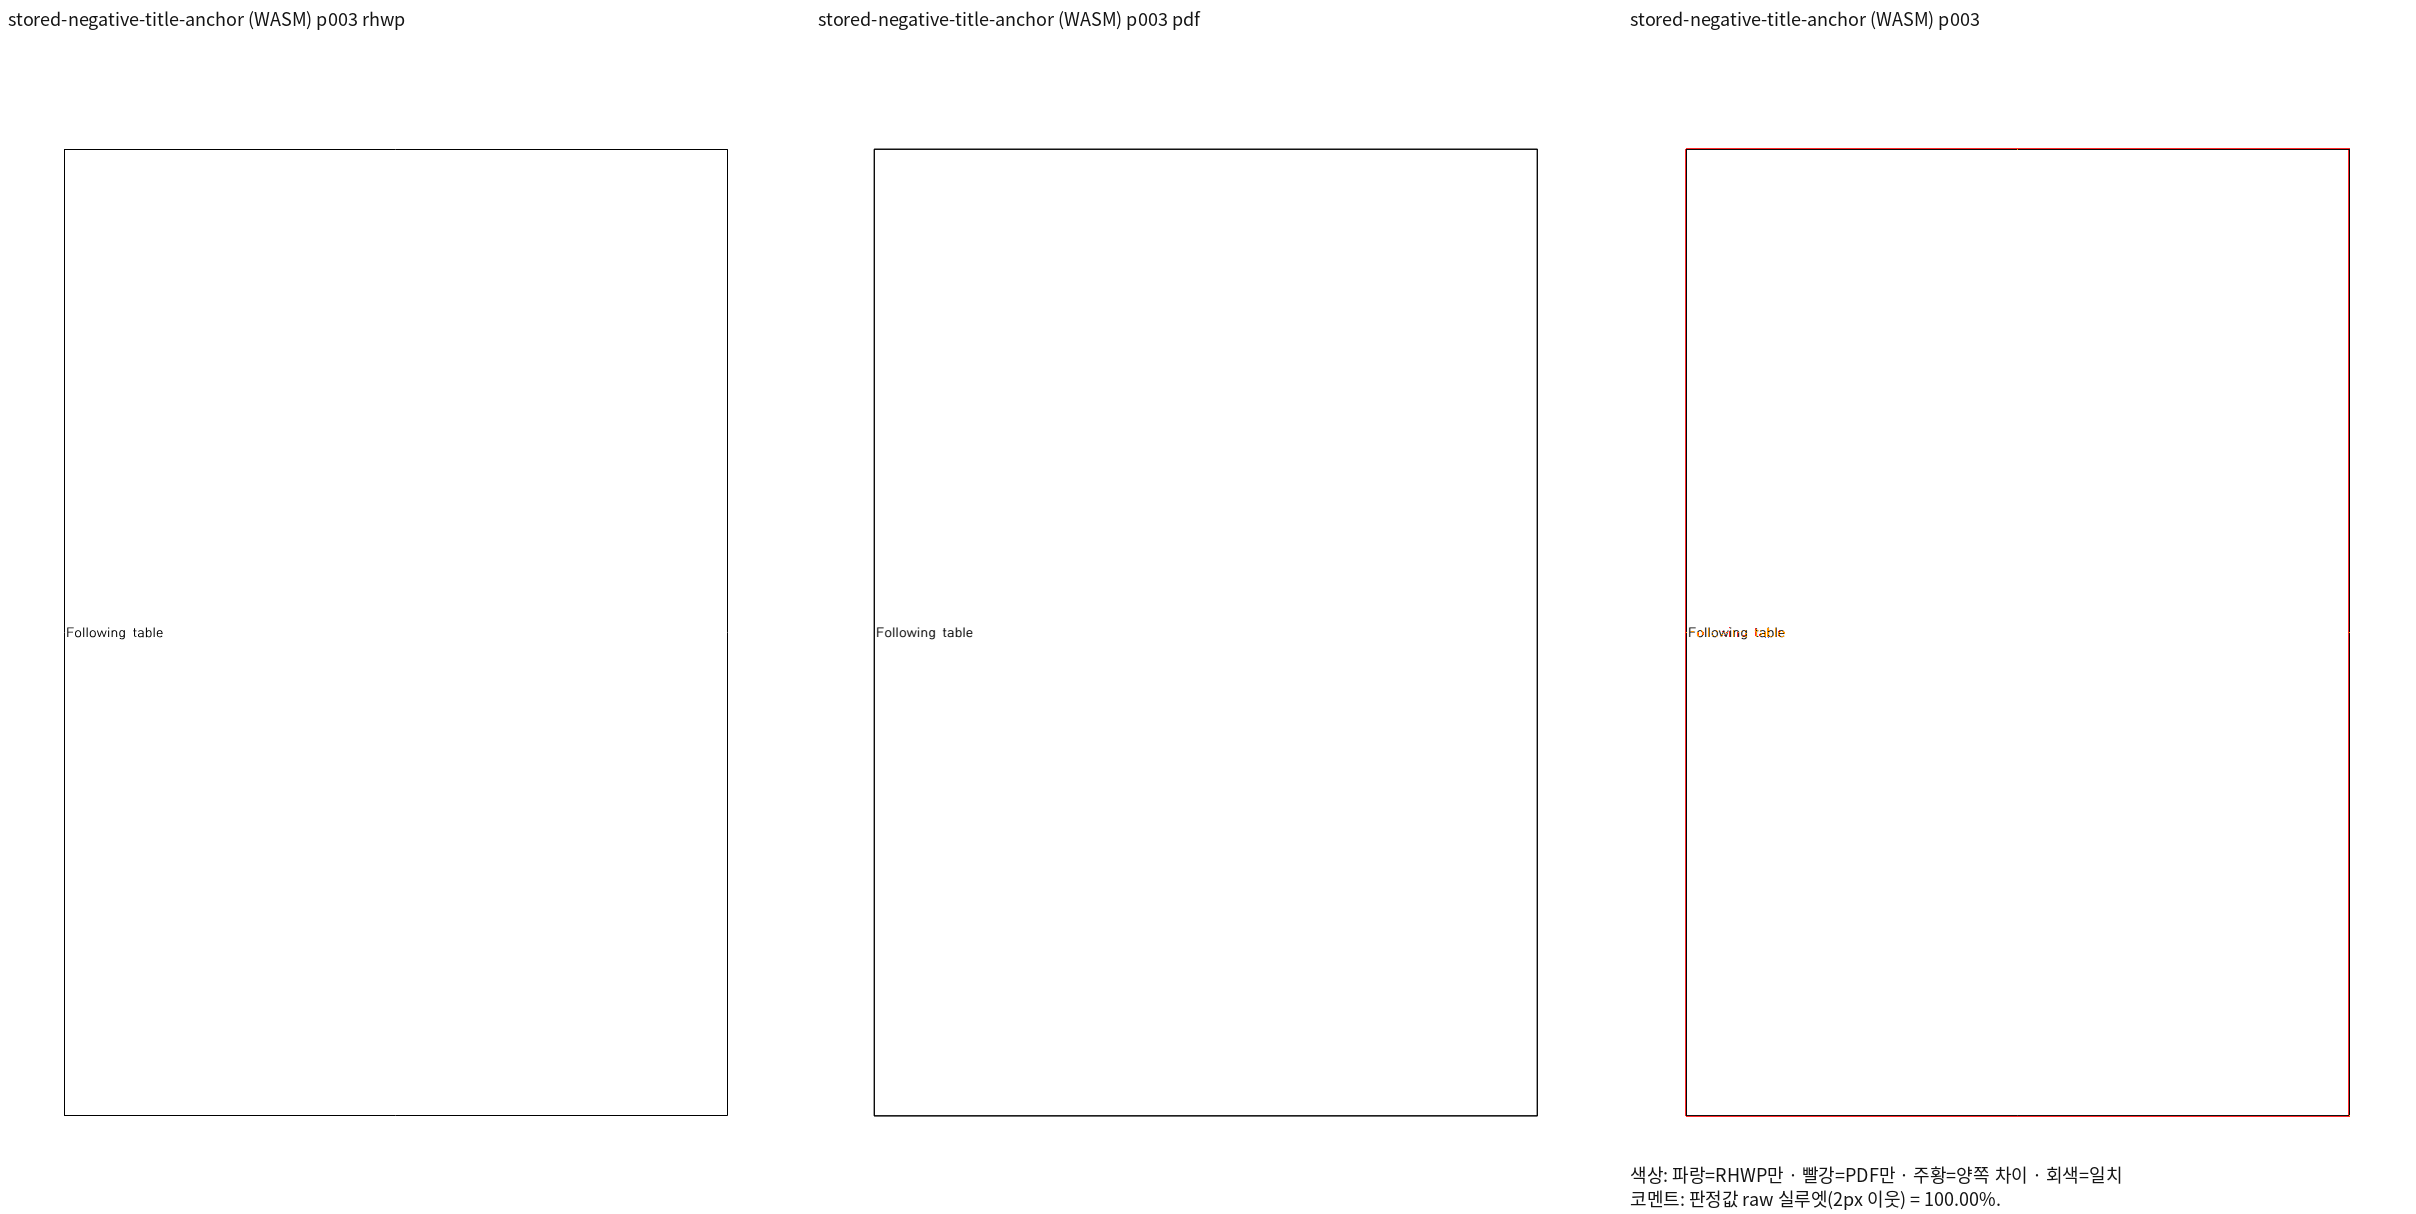 stored-negative-title-anchor (WASM) p003 rhwp
stored-negative-title-anchor (WASM) p003 pdf
stored-negative-title-anchor (WASM) p003
Following table
Following table
Following table
색상: 파랑=RHWP만 · 빨강=PDF만 · 주황=양쪽 차이 · 회색=일치
코멘트: 판정값 raw 실루엣(2px 이웃) = 100.00%.